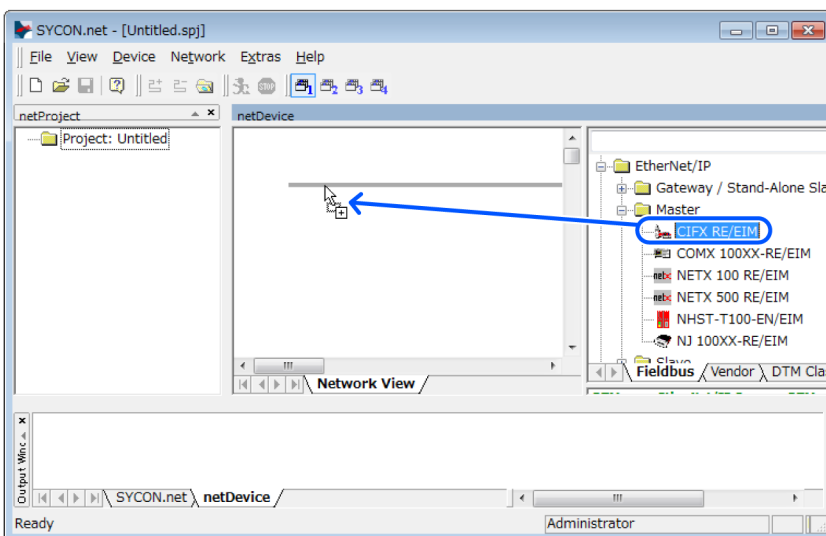 SYCON.net - [Untitled.spj]
File View Device Network Extras Help
netProject
netDevice
Project: Untitled
EtherNet/IP
Gateway / Stand-Alone Sla
Master
CIFX RE/EIM
COMX 100XX-RE/EIM
NETX 100 RE/EIM
NETX 500 RE/EIM
NHST-T100-EN/EIM
NJ 100XX-RE/EIM
Slave
Network View
Fieldbus Vendor DTM Cla
Output Winc
SYCON.net netDevice
Ready
Administrator